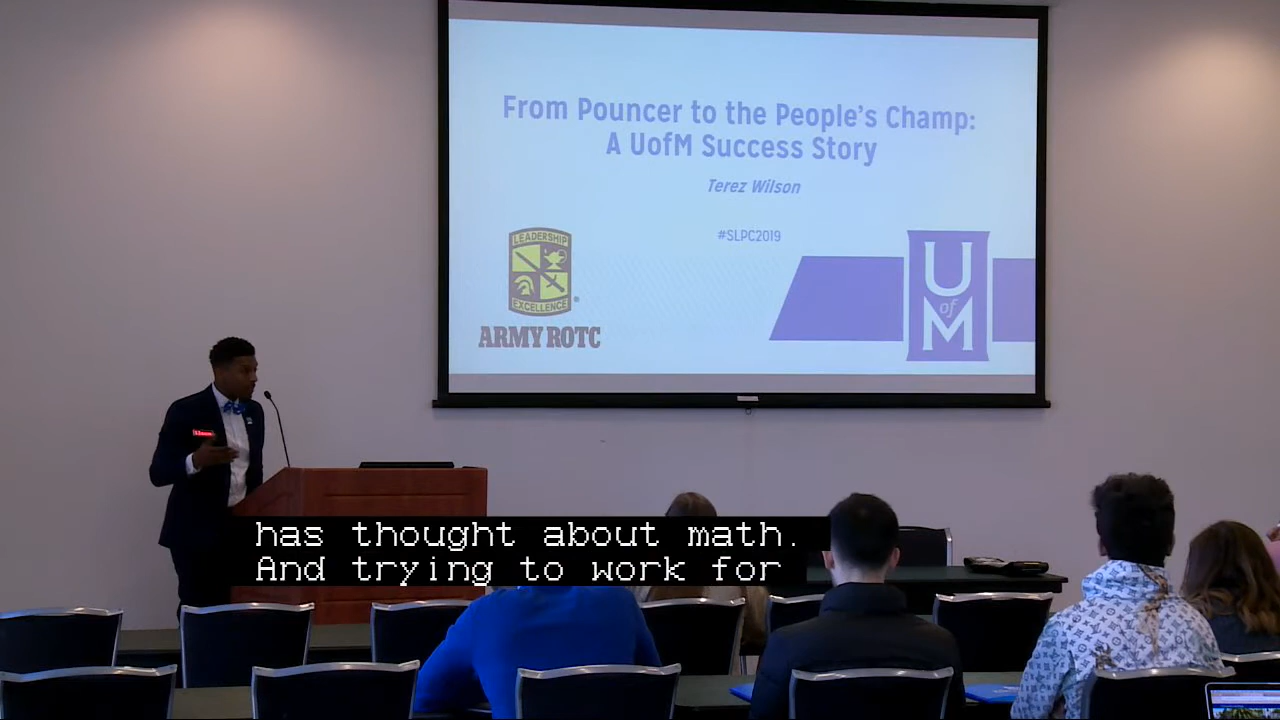 From Pouncer to the People's Champ:
A UofM Success Story
Terez Wilson
#SLPC2019
LEADERSHIP
EXCELLENCE
ARMY ROTC
U
of
M
has thought about math.
And trying to work for